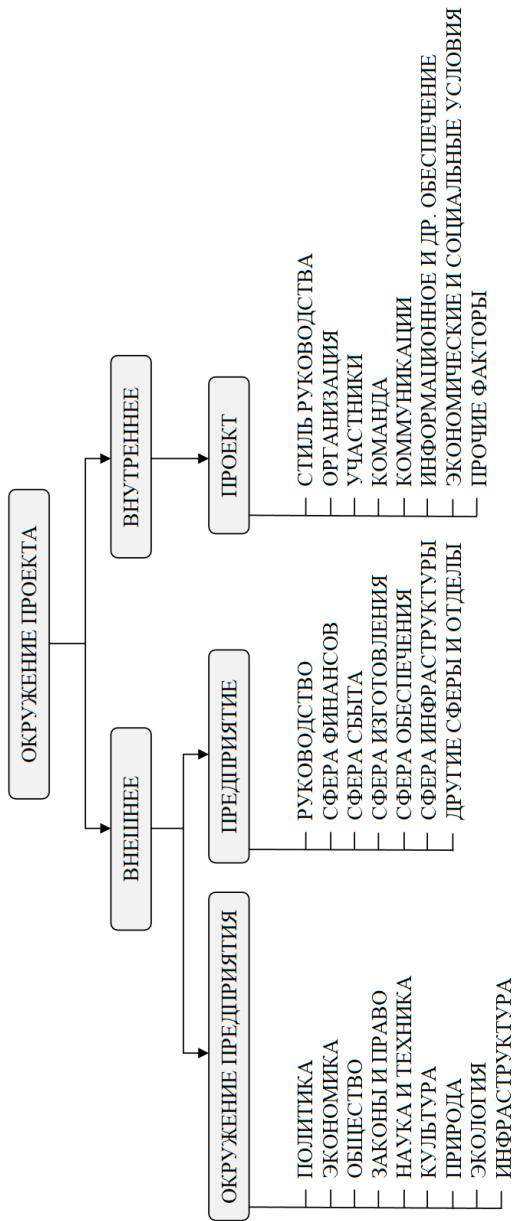 ОКРУЖЕНИЕ ПРОЕКТА
ВНЕШНЕЕ
ВНУТРЕННЕЕ
ОКРУЖЕНИЕ ПРЕДПРИЯТИЯ
ПРЕДПРИЯТИЕ
ПРОЕКТ
ПОЛИТИКА
ЭКОНОМИКА
ОБЩЕСТВО
ЗАКОНЫ И ПРАВО
НАУКА И ТЕХНИКА
КУЛЬТУРА
ПРИРОДА
ЭКОЛОГИЯ
ИНФРАСТРУКТУРА
РУКОВОДСТВО
СФЕРА ФИНАНСОВ
СФЕРА СБЫТА
СФЕРА ИЗГОТОВЛЕНИЯ
СФЕРА ОБЕСПЕЧЕНИЯ
СФЕРА ИНФРАСТРУКТУРЫ
ДРУГИЕ СФЕРЫ И ОТДЕЛЫ
СТИЛЬ РУКОВОДСТВА
ОРГАНИЗАЦИЯ
УЧАСТНИКИ
КОМАНДА
КОММУНИКАЦИИ
ИНФОРМАЦИОННОЕ И ДР. ОБЕСПЕЧЕНИЕ
ЭКОНОМИЧЕСКИЕ И СОЦИАЛЬНЫЕ УСЛОВИЯ
ПРОЧИЕ ФАКТОРЫ